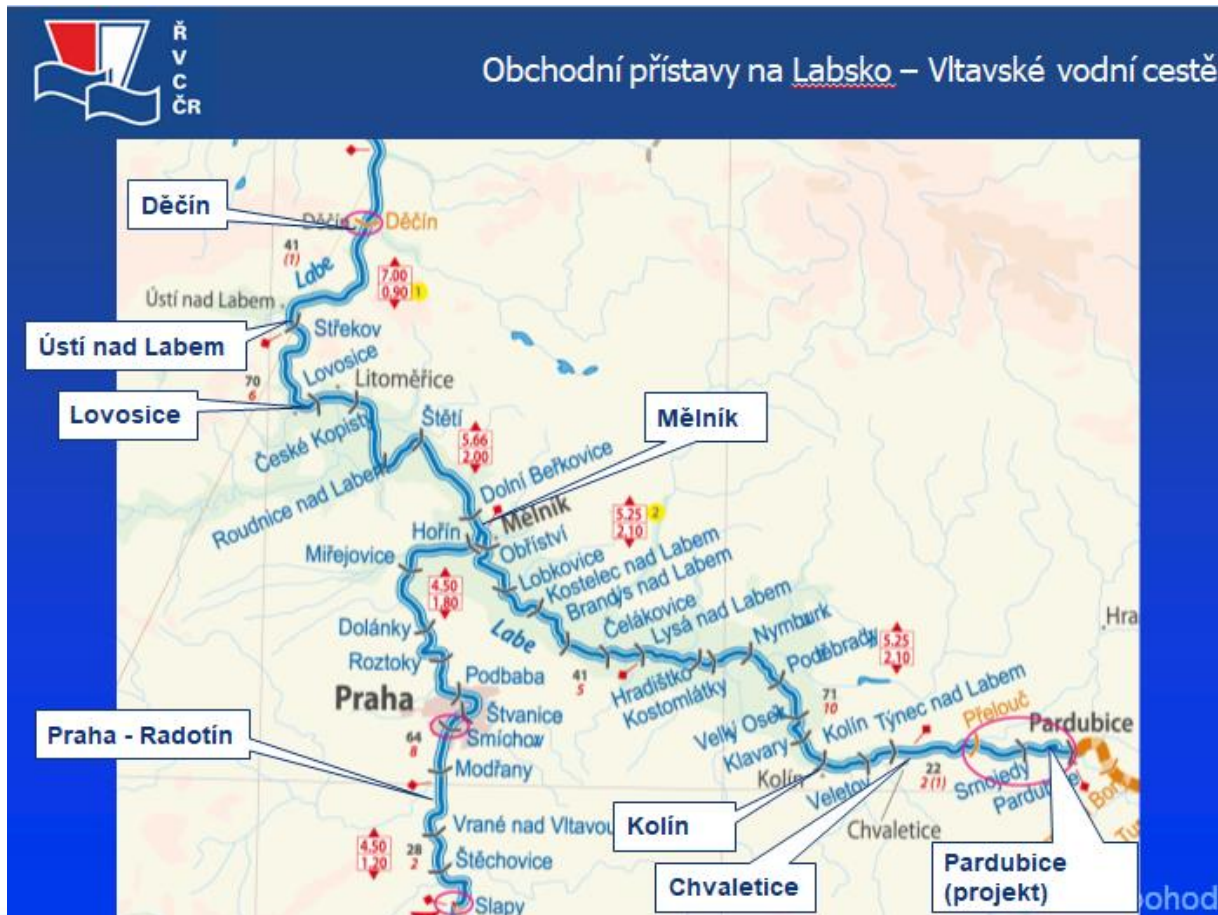 Ř
V
C
ČR
Obchodní přístavy na Labsko – Vltavské vodní cestě
Děčín
Děčín
Děčín
41
(1)
Labe
7.00
0.90
1
Ústí nad Labem
Ústí nad Labem
Střekov
70
6
Lovosice
Lovosice
Litoměřice
České Kopisty
Štětí
Roudnice nad Labem
5.66
2.00
Mělník
Dolní Beřkovice
Mělník
Hořín
Obříství
5.25
2.10
2
Miřejovice
Lobkovice
Kostelec nad Labem
Brandýs nad Labem
Čelákovice
Lysá nad Labem
4.50
1.80
Labe
Dolánky
Roztoky
Podbaba
Praha
Štvanice
Smíchov
41
5
Hradištko
Kostomlátky
Nymburk
Poděbrady
5.25
2.10
Hra
71
10
Velký Osek
Klavary
Kolín
Kolín
Týnec nad Labem
Přelouč
Pardubice
Praha - Radotín
64
8
Modřany
Veletov
22
2 (1)
Srnojedy
Pardubice
Chvaletice
Kolín
Chvaletice
Pardubice
(projekt)
Vrané nad Vltavou
4.50
1.20
28
2
Štěchovice
Slapy